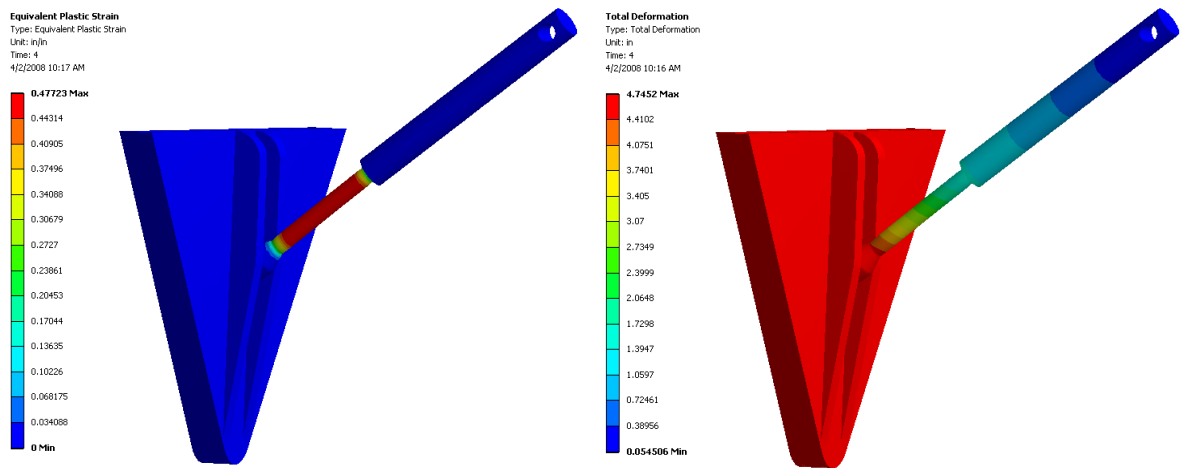 Equivalent Plastic Strain
Type: Equivalent Plastic Strain
Unit: in/in
Time: 4
4/2/2008 10:17 AM
0.47723 Max
0.44314
0.40905
0.37496
0.34088
0.30679
0.2727
0.23861
0.20453
0.17044
0.13635
0.10226
0.068175
0.034088
0 Min
Total Deformation
Type: Total Deformation
Unit: in
Time: 4
4/2/2008 10:16 AM
4.7452 Max
4.4102
4.0751
3.7401
3.405
3.07
2.7349
2.3999
2.0648
1.7298
1.3947
1.0597
0.72461
0.38956
0.054506 Min